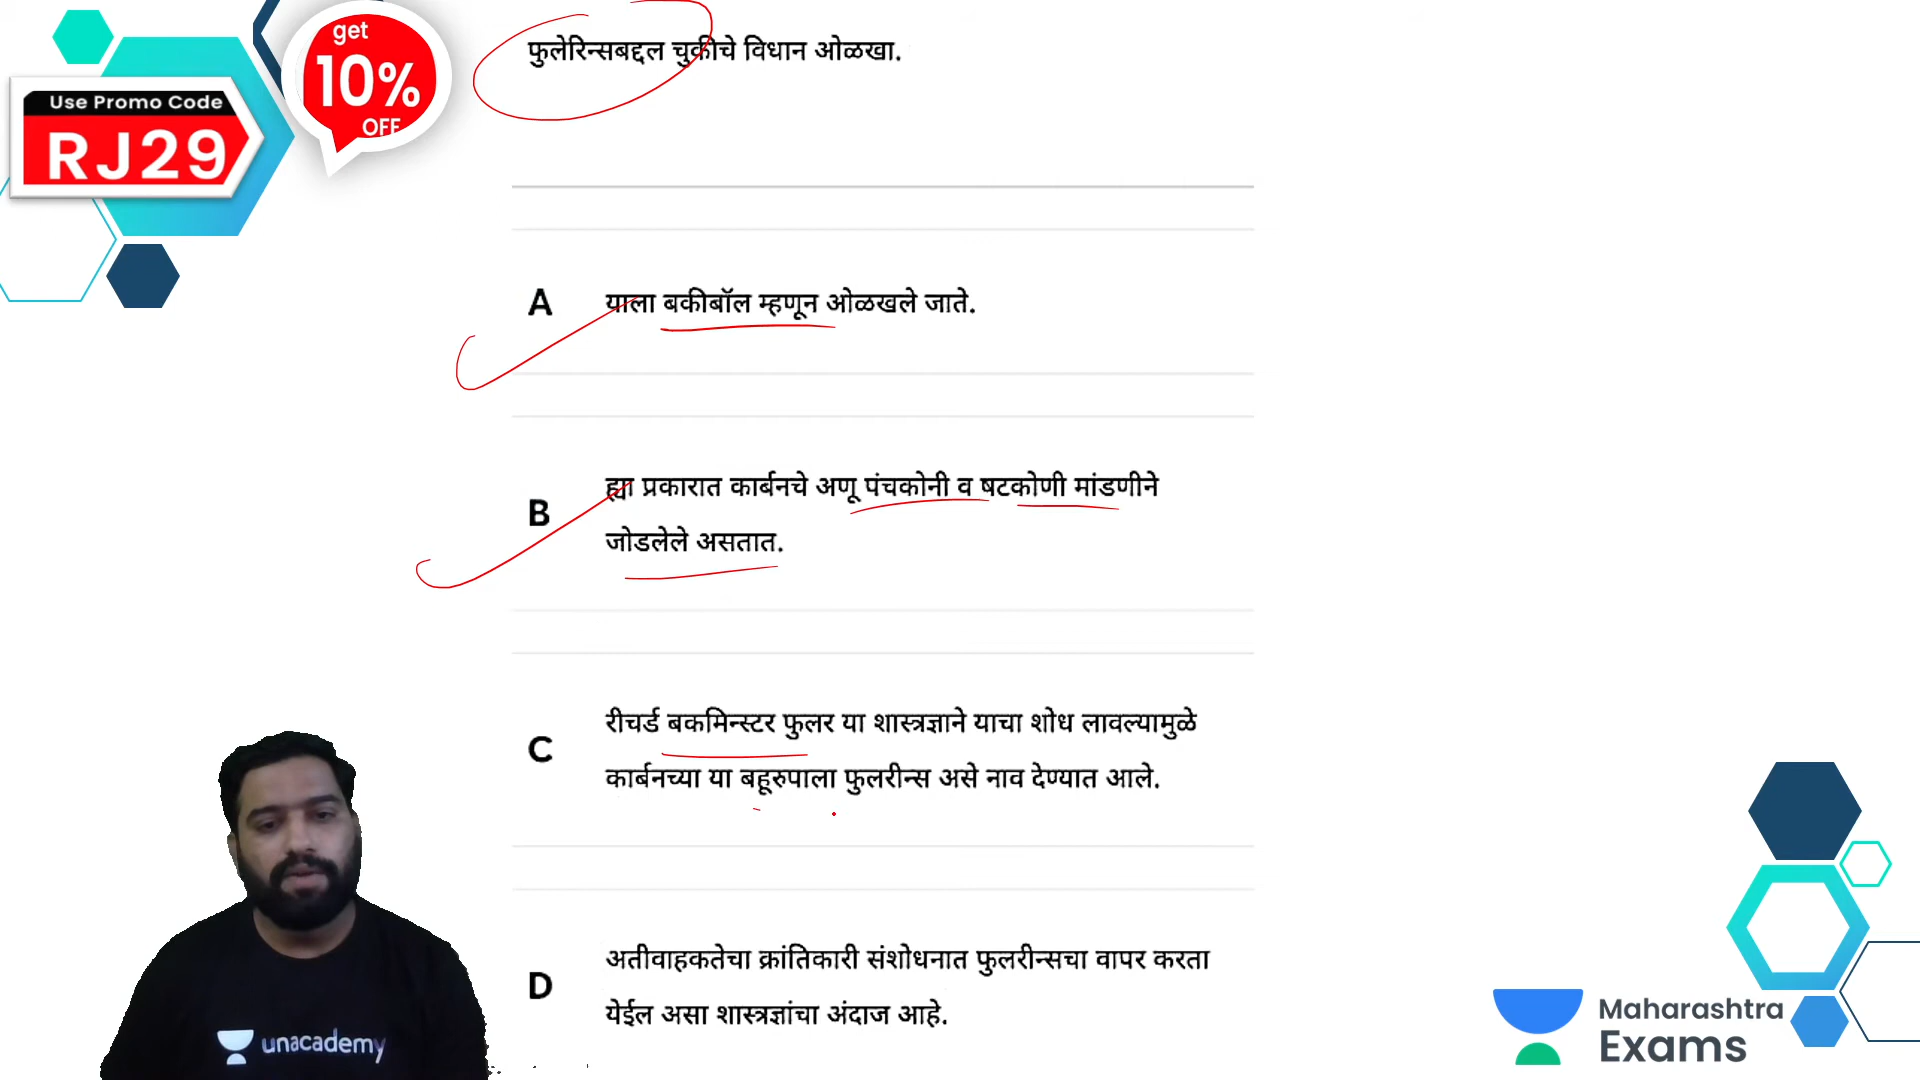 get
10%
OFF
Use Promo Code
RJ29
फुलेरिन्सबद्दल चुकीचे विधान ओळखा.
A याला बकीबॉल म्हणून ओळखले जाते.
B ह्या प्रकारात कार्बनचे अणू पंचकोनी व षटकोणी मांडणीने
जोडलेले असतात.
C रीचर्ड बकमिन्स्टर फुलर या शास्त्रज्ञाने याचा शोध लावल्यामुळे
कार्बनच्या या बहूरुपाला फुलरीन्स असे नाव देण्यात आले.
D अतीवाहकतेचा क्रांतिकारी संशोधनात फुलरीन्सचा वापर करता
येईल असा शास्त्रज्ञांचा अंदाज आहे.
unacademy
Maharashtra
Exams